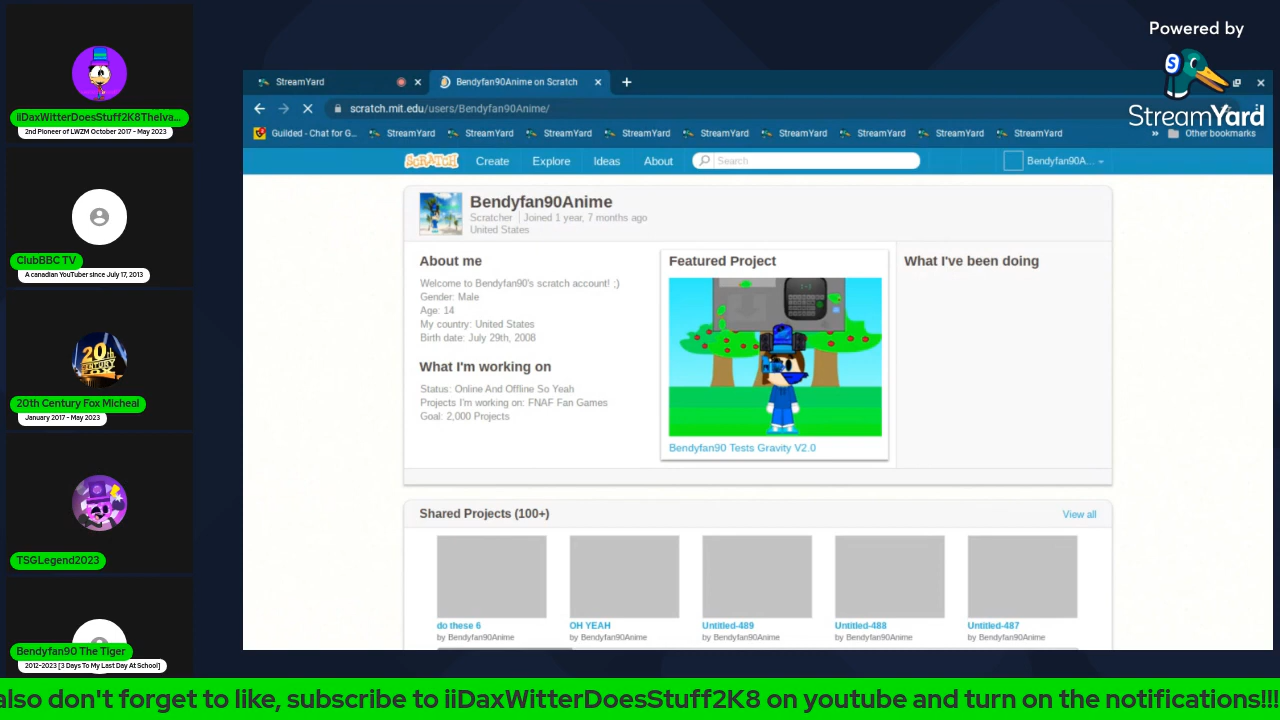 Powered by
StreamYard
iiDaxWitterDoesStuff2K8TheIva...
2nd Pioneer of LWZM October 2017 - May 2023
ClubBBC TV
A canadian YouTuber since July 17, 2013
20th Century Fox Micheal
January 2017 - May 2023
TSGLegend2023
Bendyfan90 The Tiger
2012-2023 [3 Days To My Last Day At School]
StreamYard
Bendyfan90Anime on Scratch
scratch.mit.edu/users/Bendyfan90Anime/
Guilded - Chat for G...
StreamYard
StreamYard
StreamYard
StreamYard
StreamYard
StreamYard
StreamYard
StreamYard
StreamYard
Other bookmarks
SCRATCH
Create
Explore
Ideas
About
Search
Bendyfan90A...
Bendyfan90Anime
Scratcher Joined 1 year, 7 months ago
United States
About me
Welcome to Bendyfan90's scratch account! ;)
Gender: Male
Age: 14
My country: United States
Birth date: July 29th, 2008
What I'm working on
Status: Online And Offline So Yeah
Projects I'm working on: FNAF Fan Games
Goal: 2,000 Projects
Featured Project
Bendyfan90 Tests Gravity V2.0
What I've been doing
Shared Projects (100+)
View all
do these 6
by Bendyfan90Anime
OH YEAH
by Bendyfan90Anime
Untitled-489
by Bendyfan90Anime
Untitled-488
by Bendyfan90Anime
Untitled-487
by Bendyfan90Anime
also don't forget to like, subscribe to iiDaxWitterDoesStuff2K8 on youtube and turn on the notifications!!!